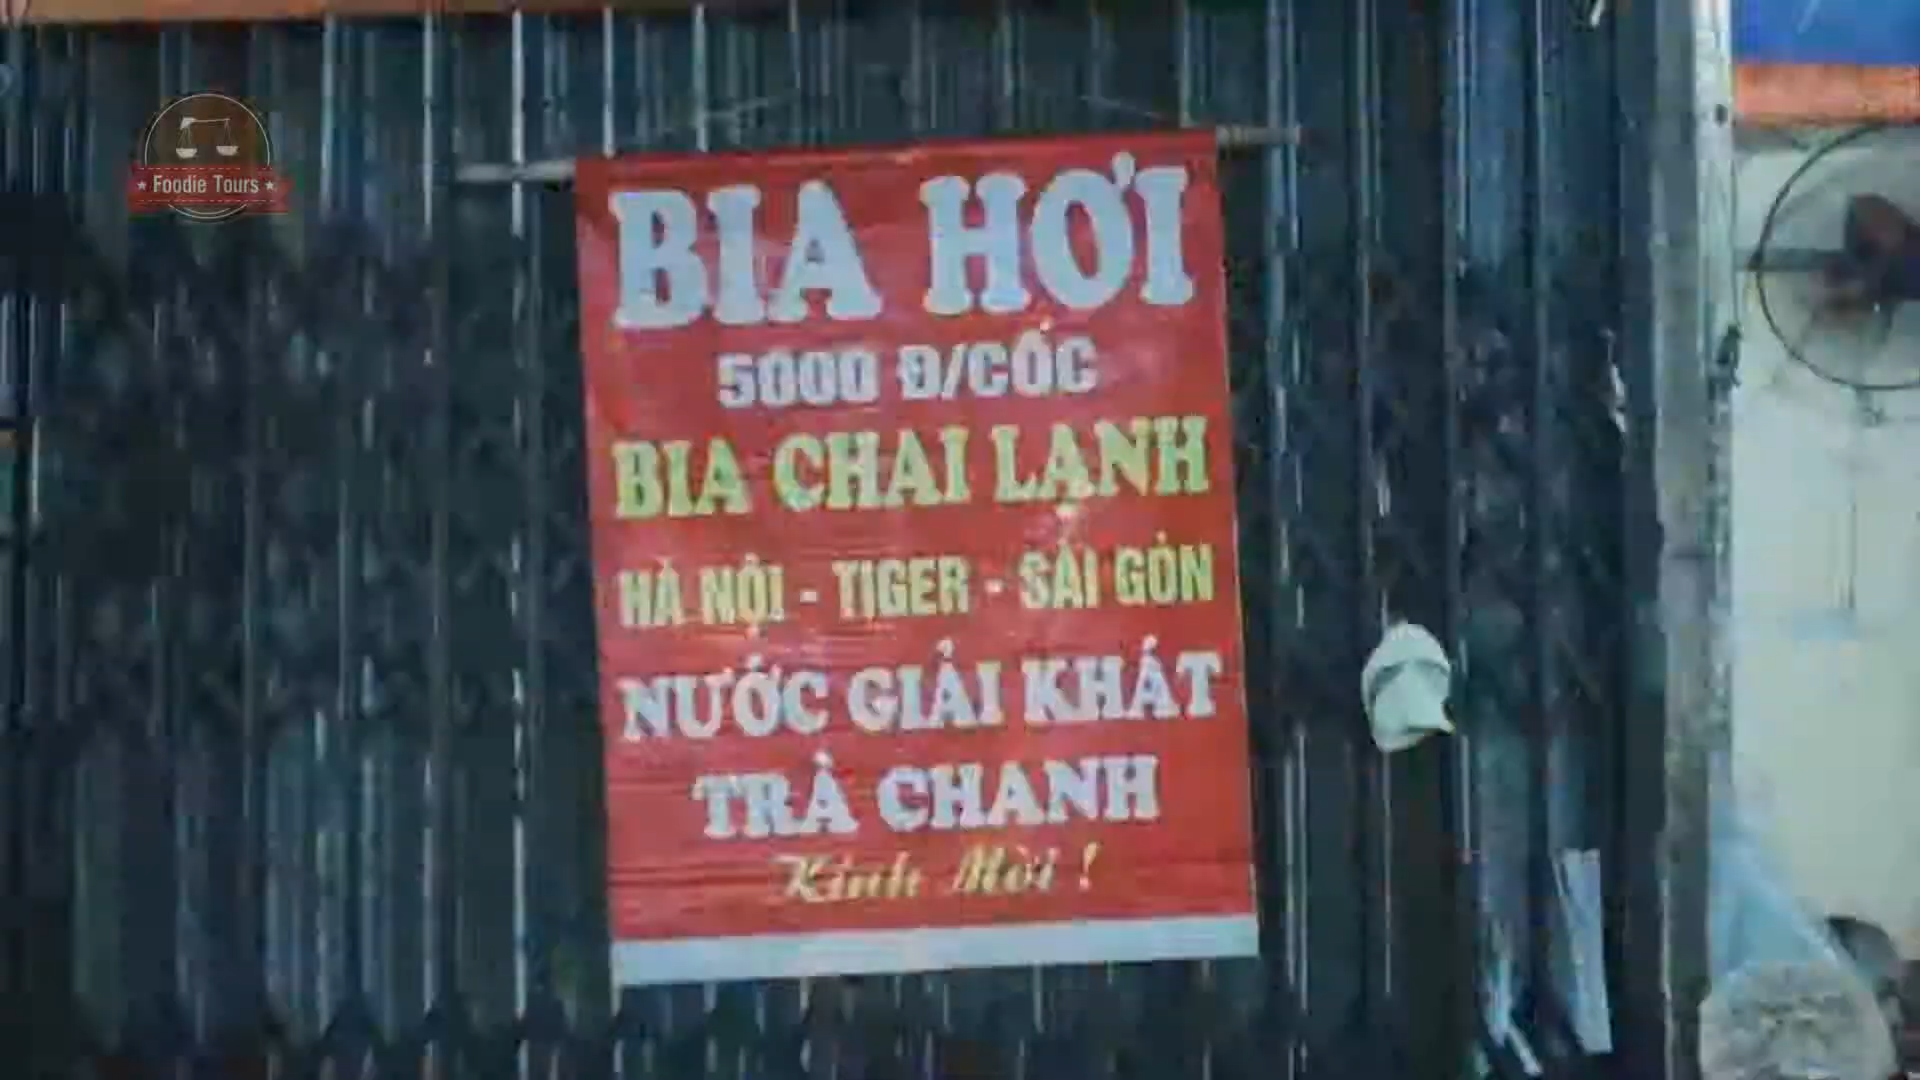 Foodie Tours
BIA HƠI
5000 Đ/CỐC
BIA CHAI LẠNH
HÀ NỘI - TIGER - SÀI GÒN
NƯỚC GIẢI KHÁT
TRÀ CHANH
Kính Mời !